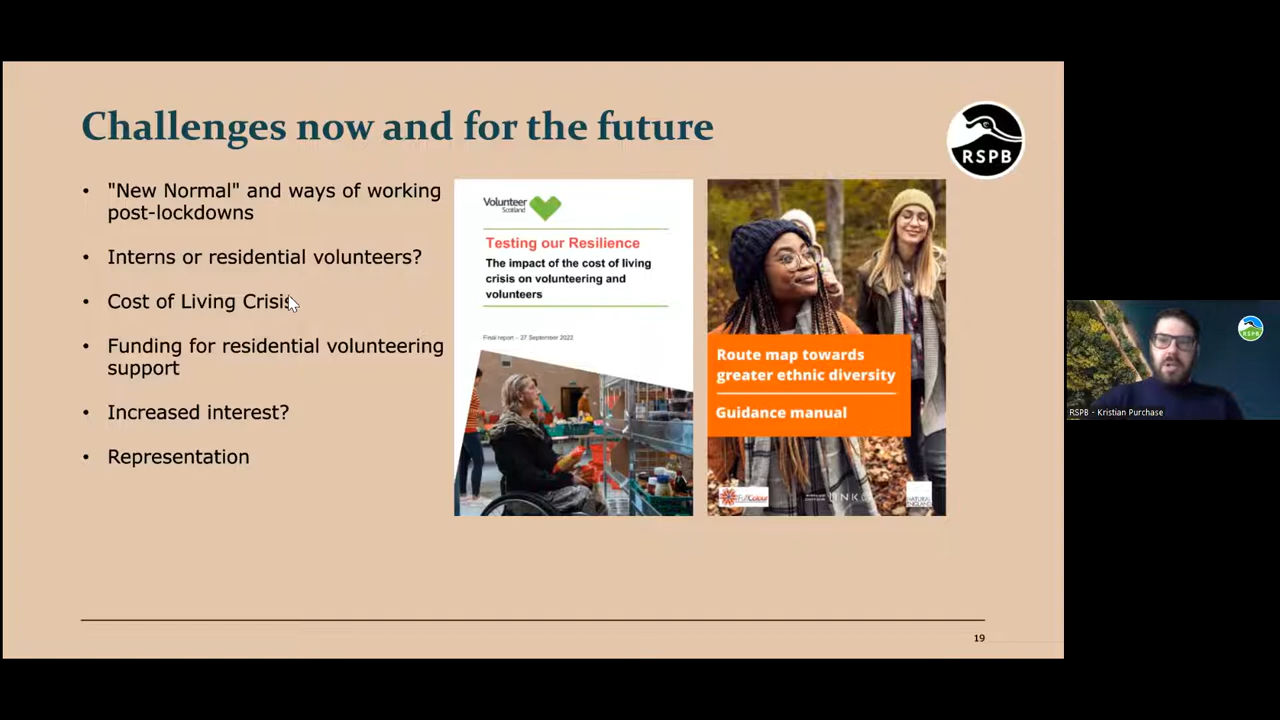 Challenges now and for the future
RSPB
• "New Normal" and ways of working
post-lockdowns
• Interns or residential volunteers?
• Cost of Living Crisis
• Funding for residential volunteering
support
• Increased interest?
• Representation
Volunteer
Scotland
Testing our Resilience
The impact of the cost of living
crisis on volunteering and
volunteers
Final report – 27 September 2022
Route map towards
greater ethnic diversity
Guidance manual
LINK
NATURAL
ENGLAND
19
RSPB
RSPB - Kristian Purchase